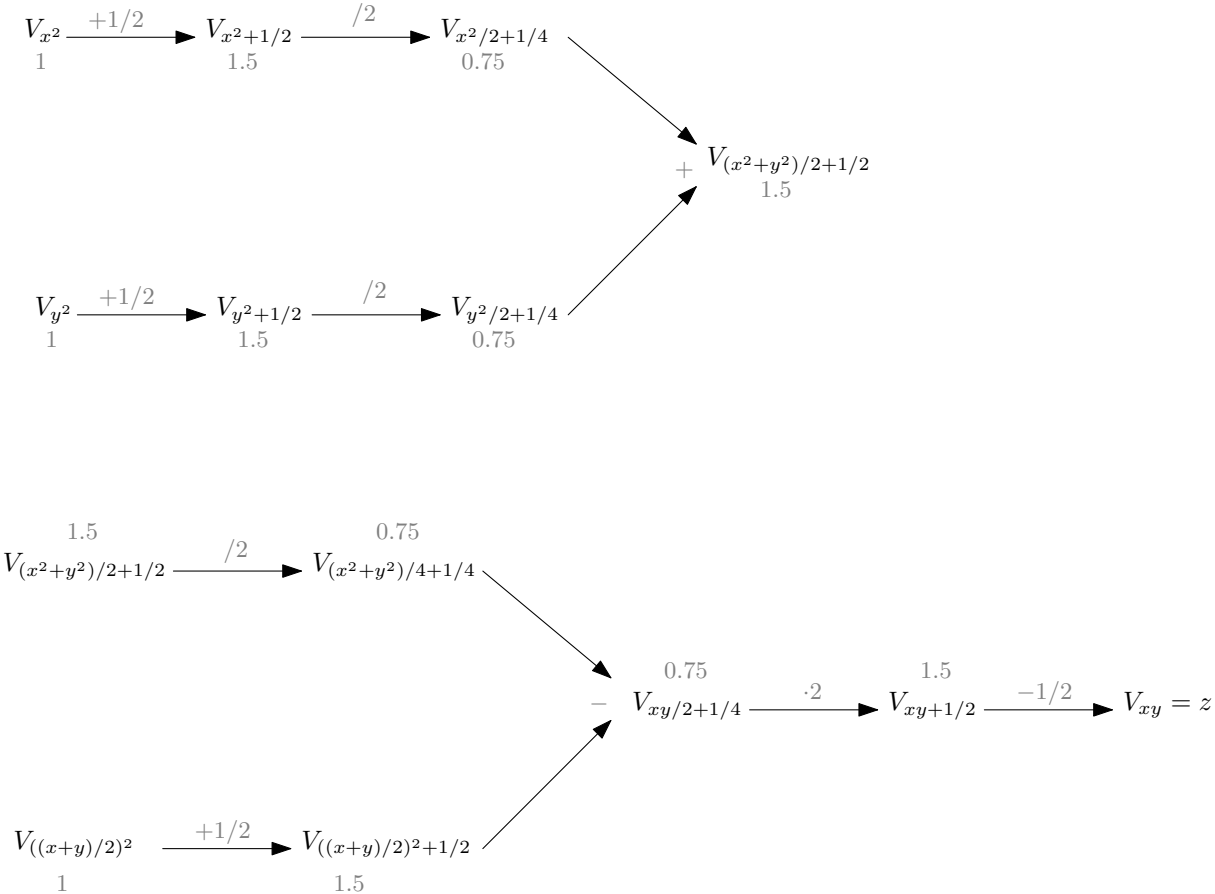 +1/2 /2
V_{x^2} V_{x^2+1/2} V_{x^2/2+1/4}
1 1.5 0.75
V_{(x^2+y^2)/2+1/2}
+
1.5
+1/2 /2
V_{y^2} V_{y^2+1/2} V_{y^2/2+1/4}
1 1.5 0.75
1.5 0.75
/2
V_{(x^2+y^2)/2+1/2} V_{(x^2+y^2)/4+1/4}
0.75 1.5
·2 −1/2
− V_{xy/2+1/4} V_{xy+1/2} V_{xy} = z
+1/2
V_{((x+y)/2)^2} V_{((x+y)/2)^2+1/2}
1 1.5